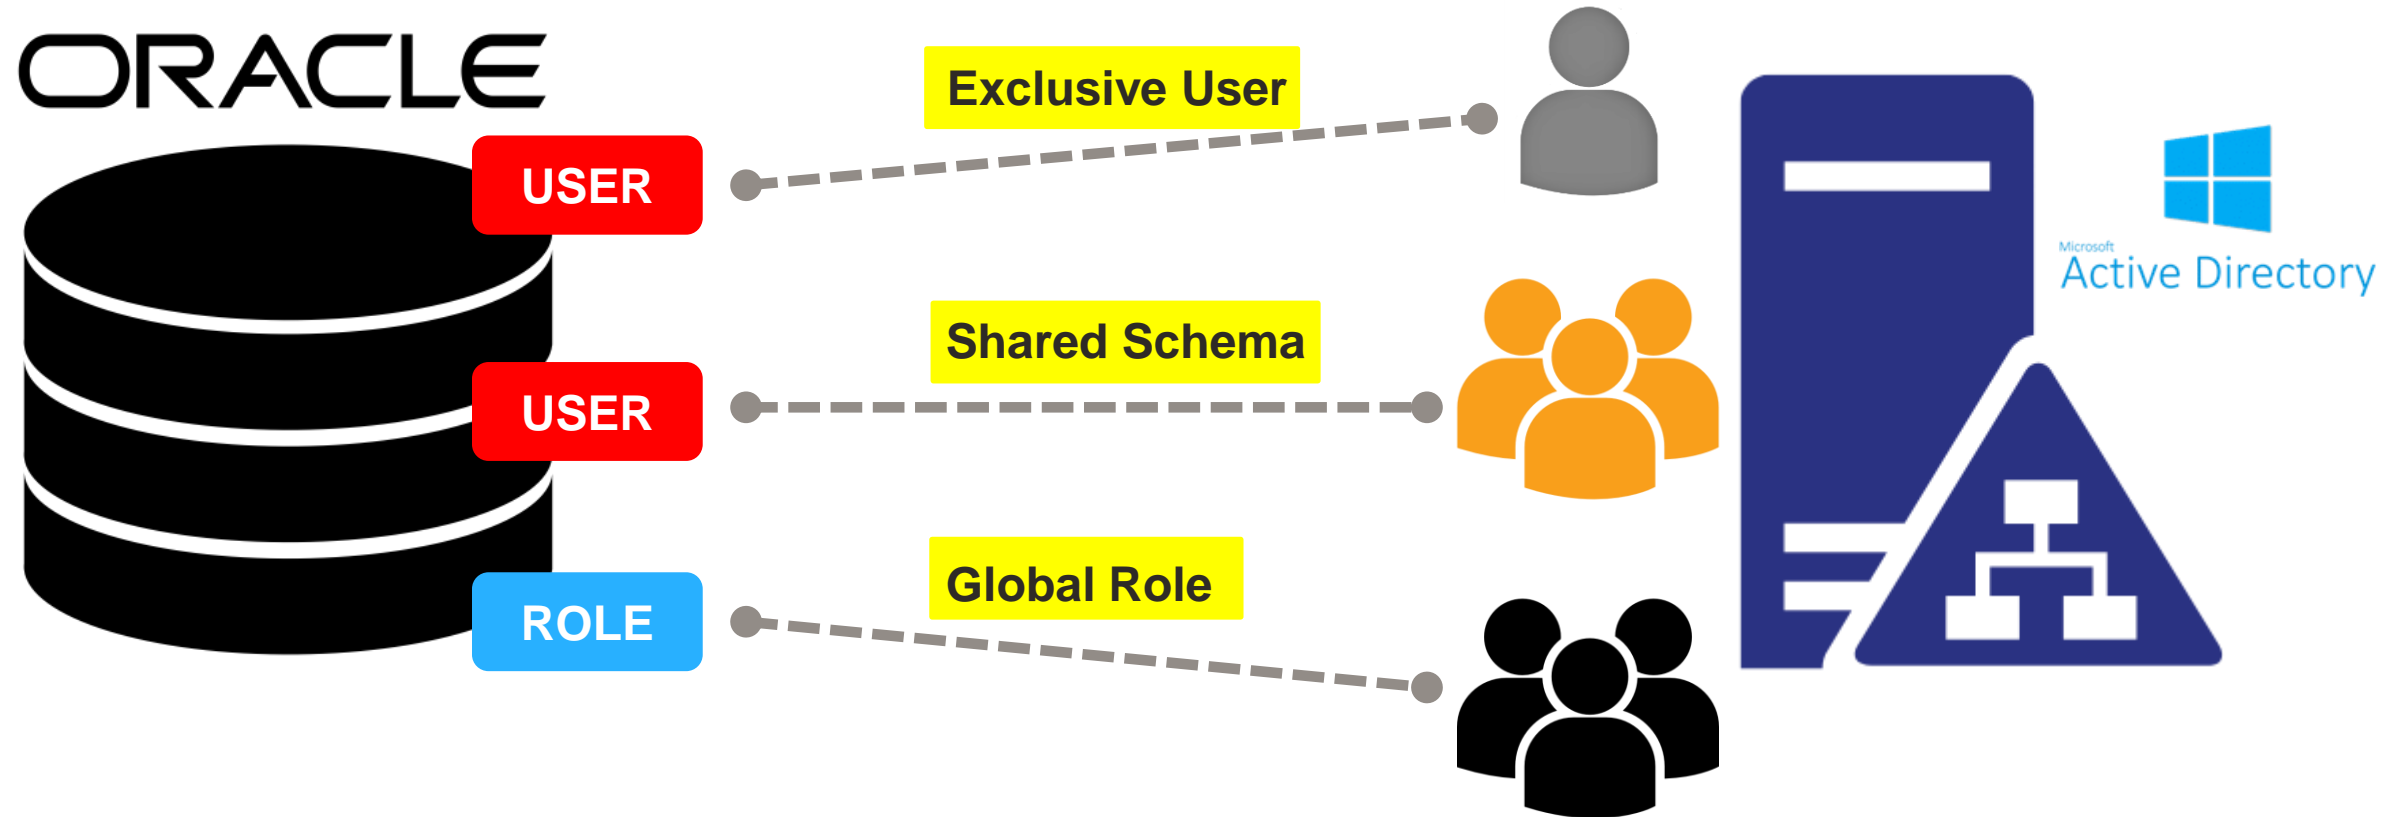 ORACLE
Exclusive User
USER
Microsoft
Active Directory
Shared Schema
USER
Global Role
ROLE